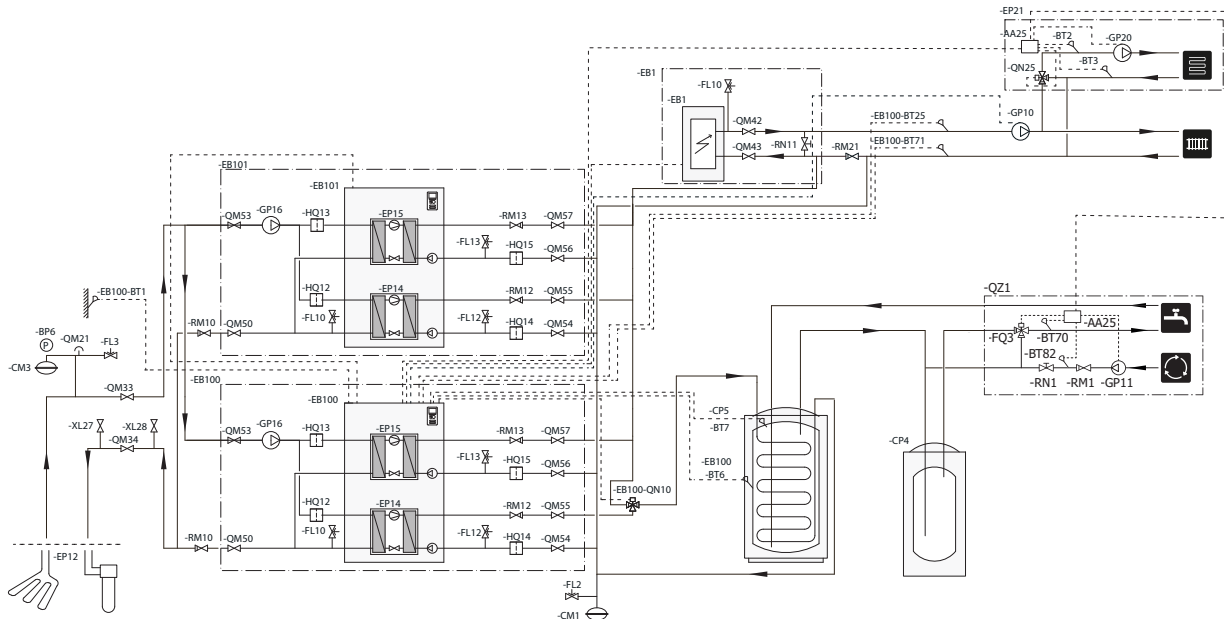 -EP21
-AA25
-BT2
-GP20
-BT3
-QN25
-EB1
-FL10
-EB1
-QM42
-QM43
-RN11
-RM21
-EB100-BT25
-EB100-BT71
-GP10
-EB101
-EB101
-QM53
-GP16
-HQ13
-EP15
-RM13
-QM57
-FL13
-HQ15
-QM56
-HQ12
-EP14
-RM12
-QM55
-FL10
-FL12
-HQ14
-QM54
-RM10
-QM50
-EB100-BT1
-BP6
P
-QM21
-FL3
-CM3
-QM33
-XL27
-XL28
-QM34
-EB100
-EB100
-QM53
-GP16
-HQ13
-EP15
-RM13
-QM57
-FL13
-HQ15
-QM56
-HQ12
-EP14
-RM12
-QM55
-FL10
-FL12
-HQ14
-QM54
-RM10
-QM50
-EP12
-EB100-QN10
-CP5
-BT7
-EB100
-BT6
-CP4
-QZ1
-AA25
-FQ3
-BT70
-BT82
-RN1
-RM1
-GP11
-FL2
-CM1